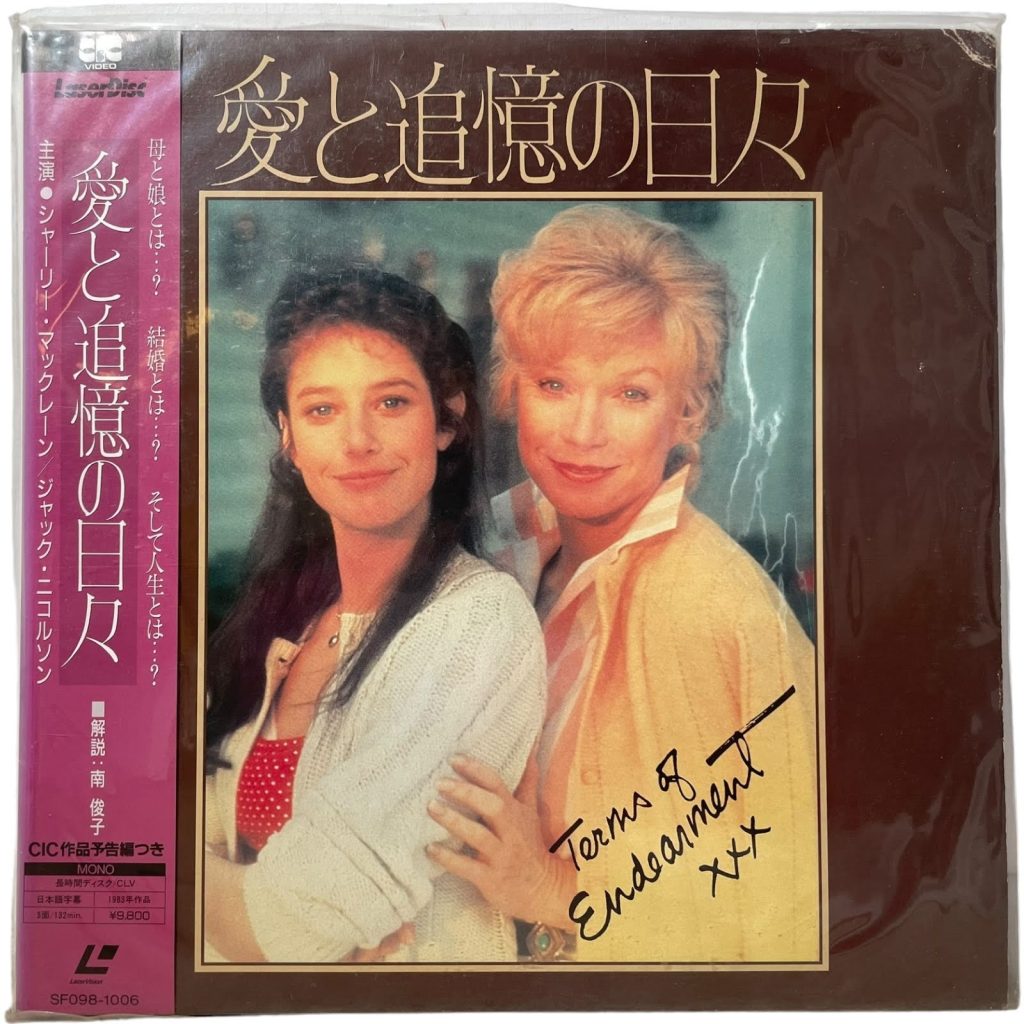 CIC
VIDEO
LaserDisc
母と娘とは…? 結婚とは…? そして人生とは…?
愛と追憶の日々
主演●シャーリー・マックレーン/ジャック・ニコルソン
■解説:南 俊子
CIC作品予告編つき
MONO
長時間ディスク/CLV
日本語字幕 1983年作品
3面/132min. ¥9,800
L
LaserVision
SF098-1006
愛と追憶の日々
Terms of
Endearment
xxx